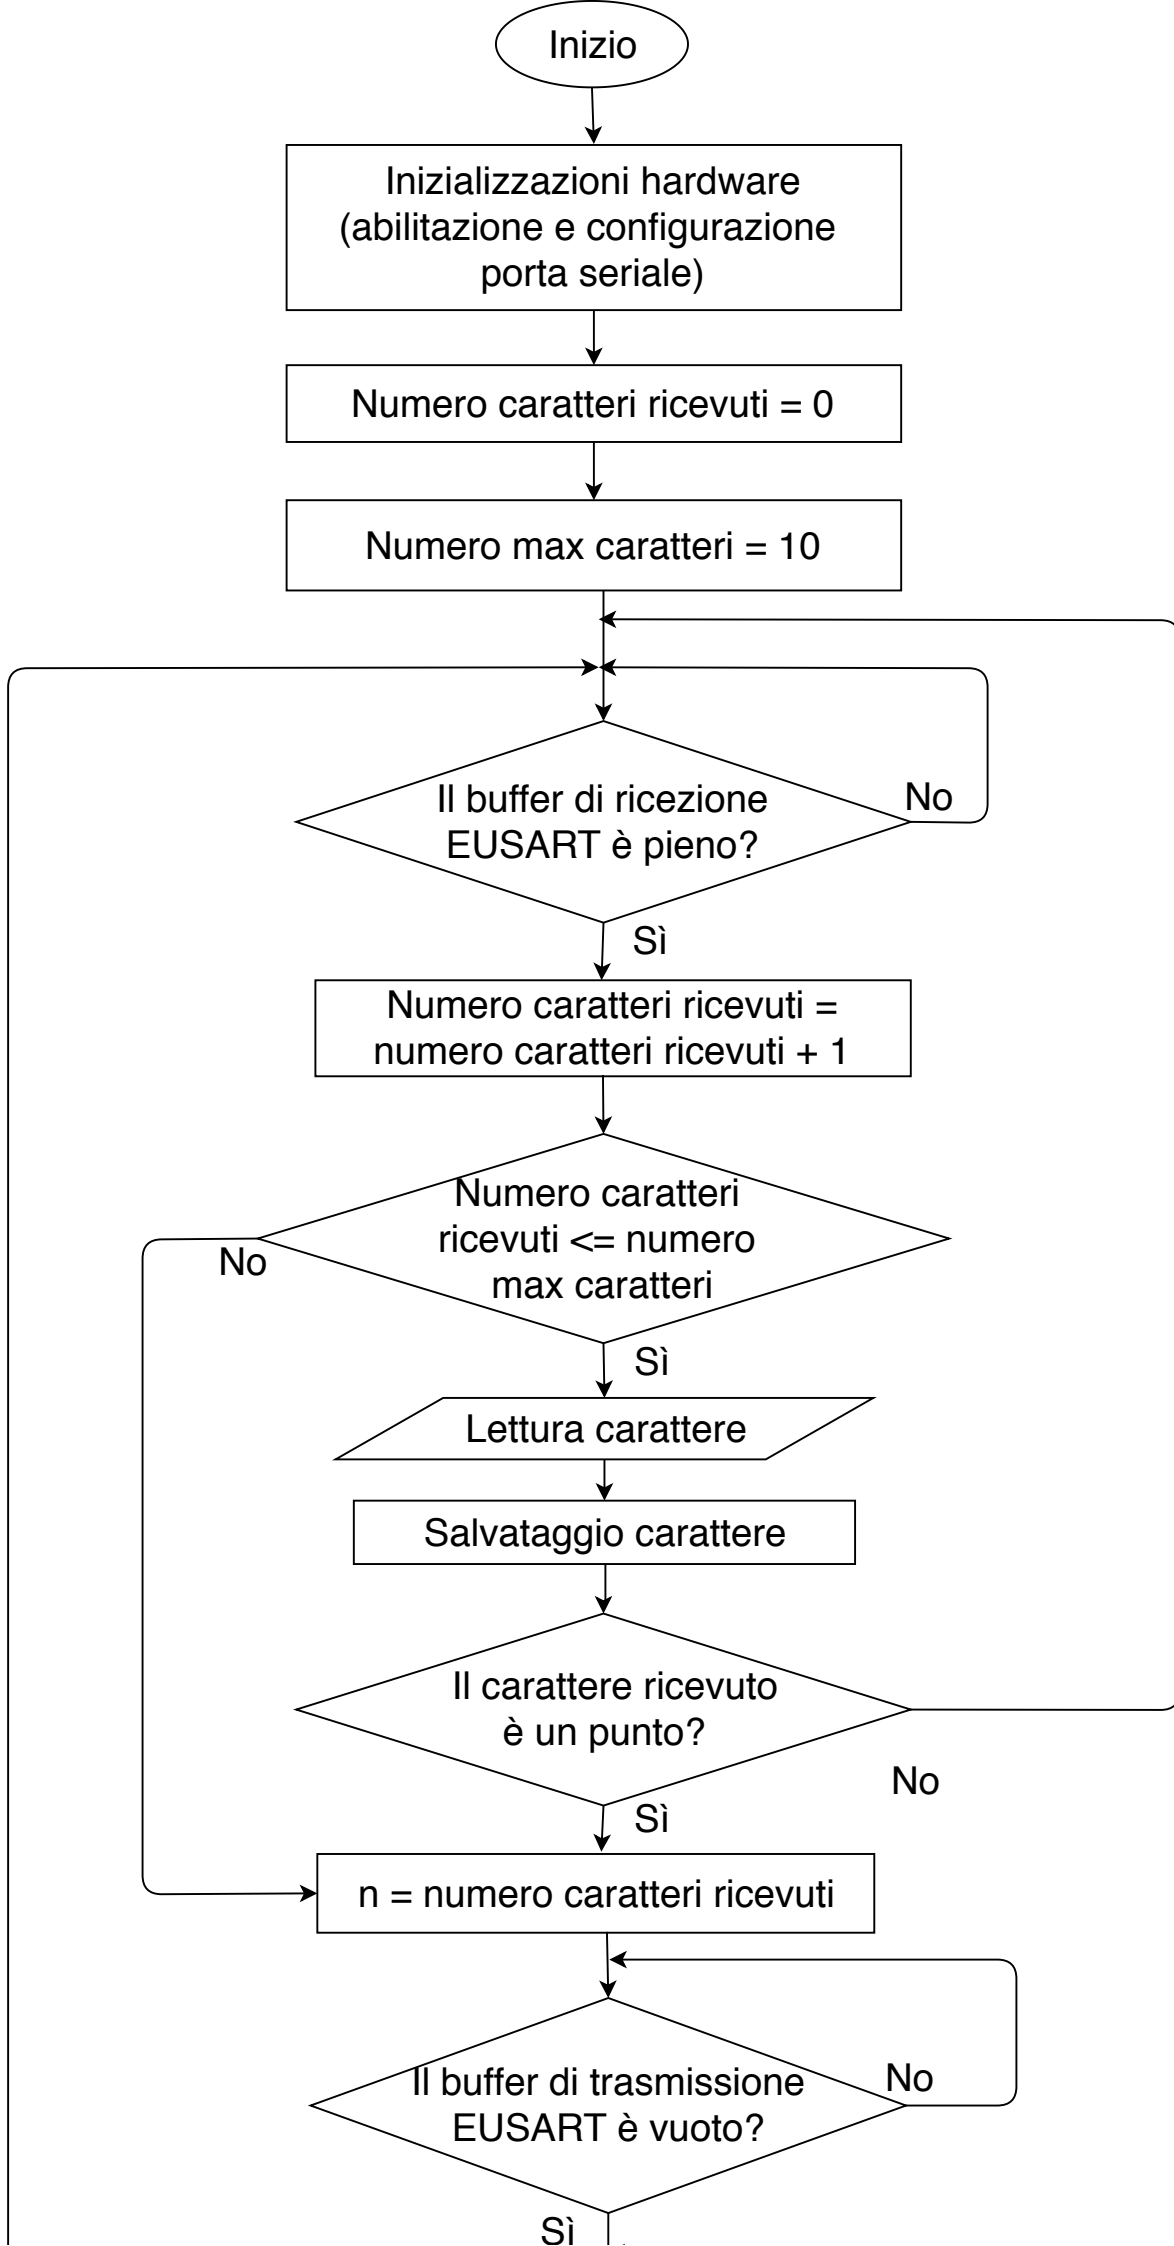 Inizio
Inizializzazioni hardware
(abilitazione e configurazione
porta seriale)
Numero caratteri ricevuti = 0
Numero max caratteri = 10
Il buffer di ricezione
EUSART è pieno?
No
Sì
Numero caratteri ricevuti =
numero caratteri ricevuti + 1
Numero caratteri
ricevuti <= numero
max caratteri
No
Sì
Lettura carattere
Salvataggio carattere
Il carattere ricevuto
è un punto?
No
Sì
n = numero caratteri ricevuti
Il buffer di trasmissione
EUSART è vuoto?
No
Sì